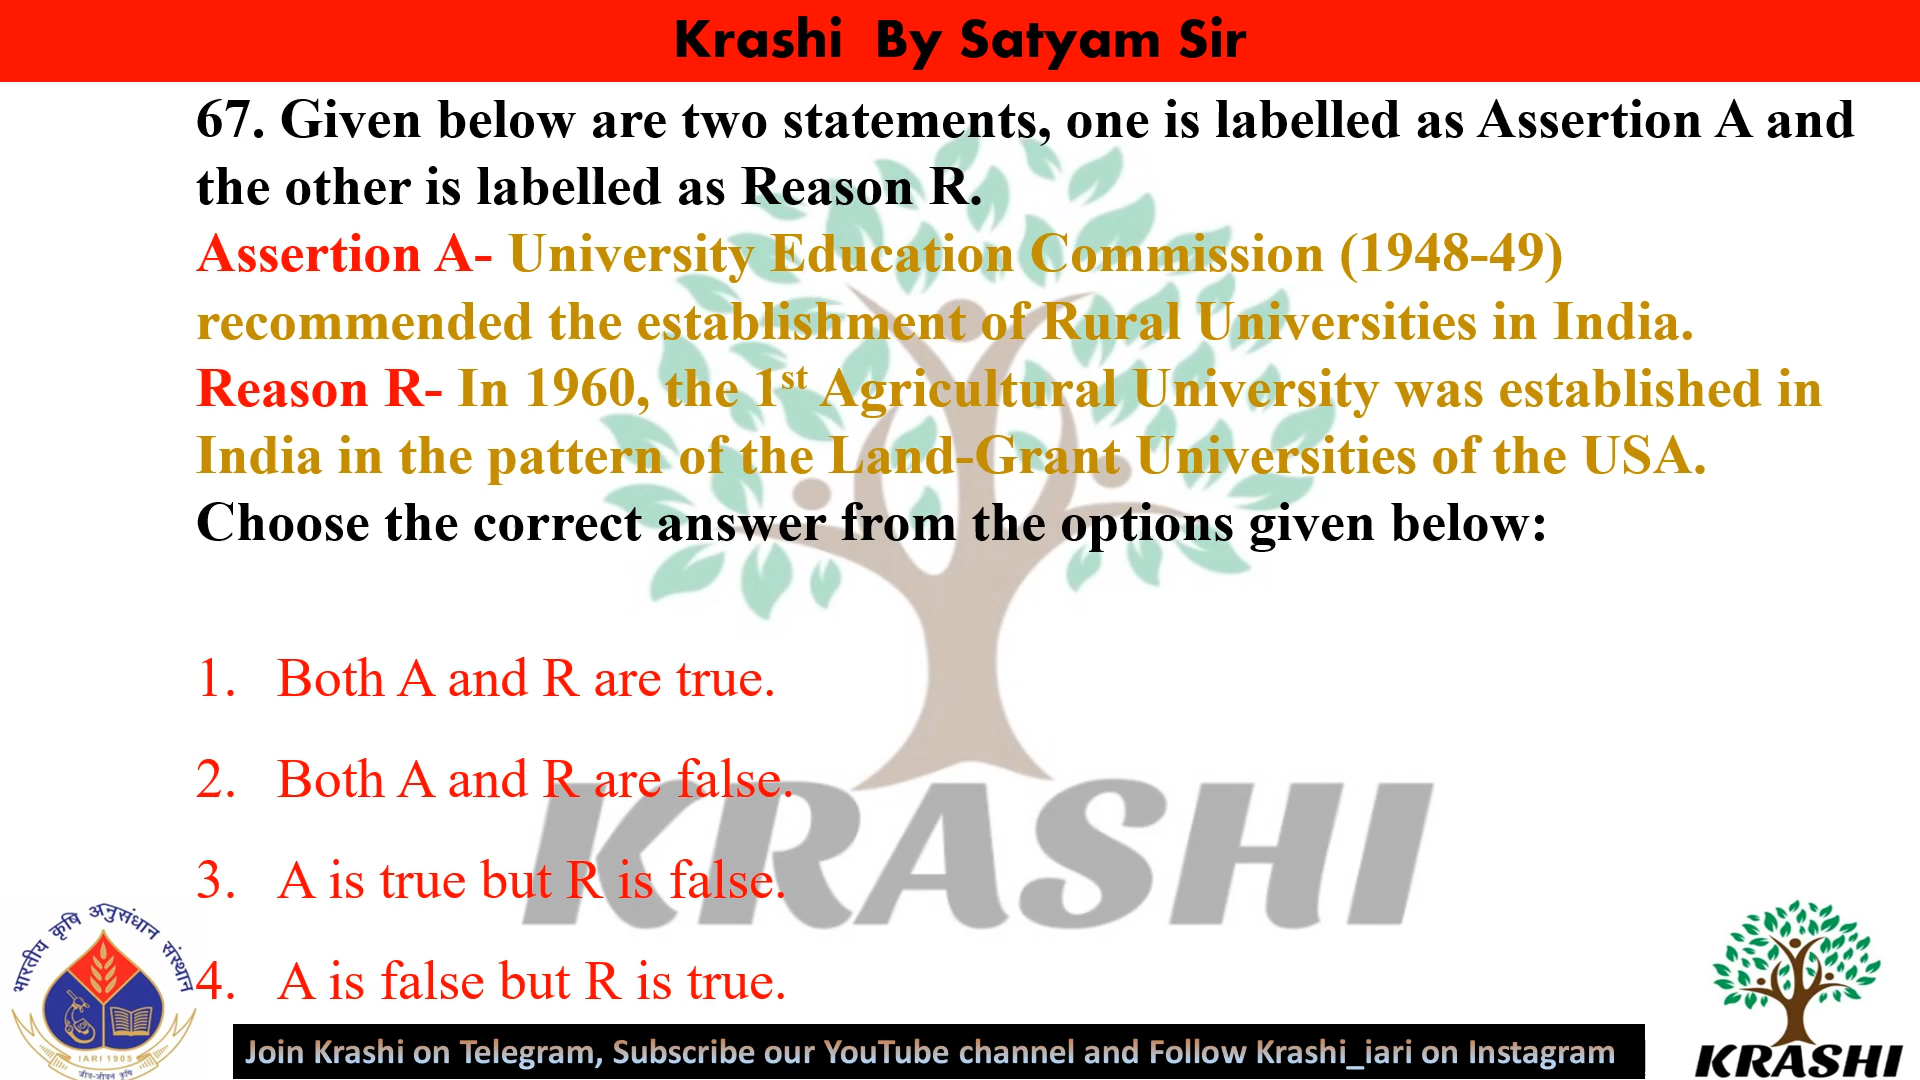 Krashi By Satyam Sir
67. Given below are two statements, one is labelled as Assertion A and
the other is labelled as Reason R.
Assertion A- University Education Commission (1948-49)
recommended the establishment of Rural Universities in India.
Reason R- In 1960, the 1st Agricultural University was established in
India in the pattern of the Land-Grant Universities of the USA.
Choose the correct answer from the options given below:
1. Both A and R are true.
2. Both A and R are false.
3. A is true but R is false.
4. A is false but R is true.
KRASHI
भारतीय कृषि अनुसंधान संस्थान
IARI 1905
Join Krashi on Telegram, Subscribe our YouTube channel and Follow Krashi_iari on Instagram
KRASHI